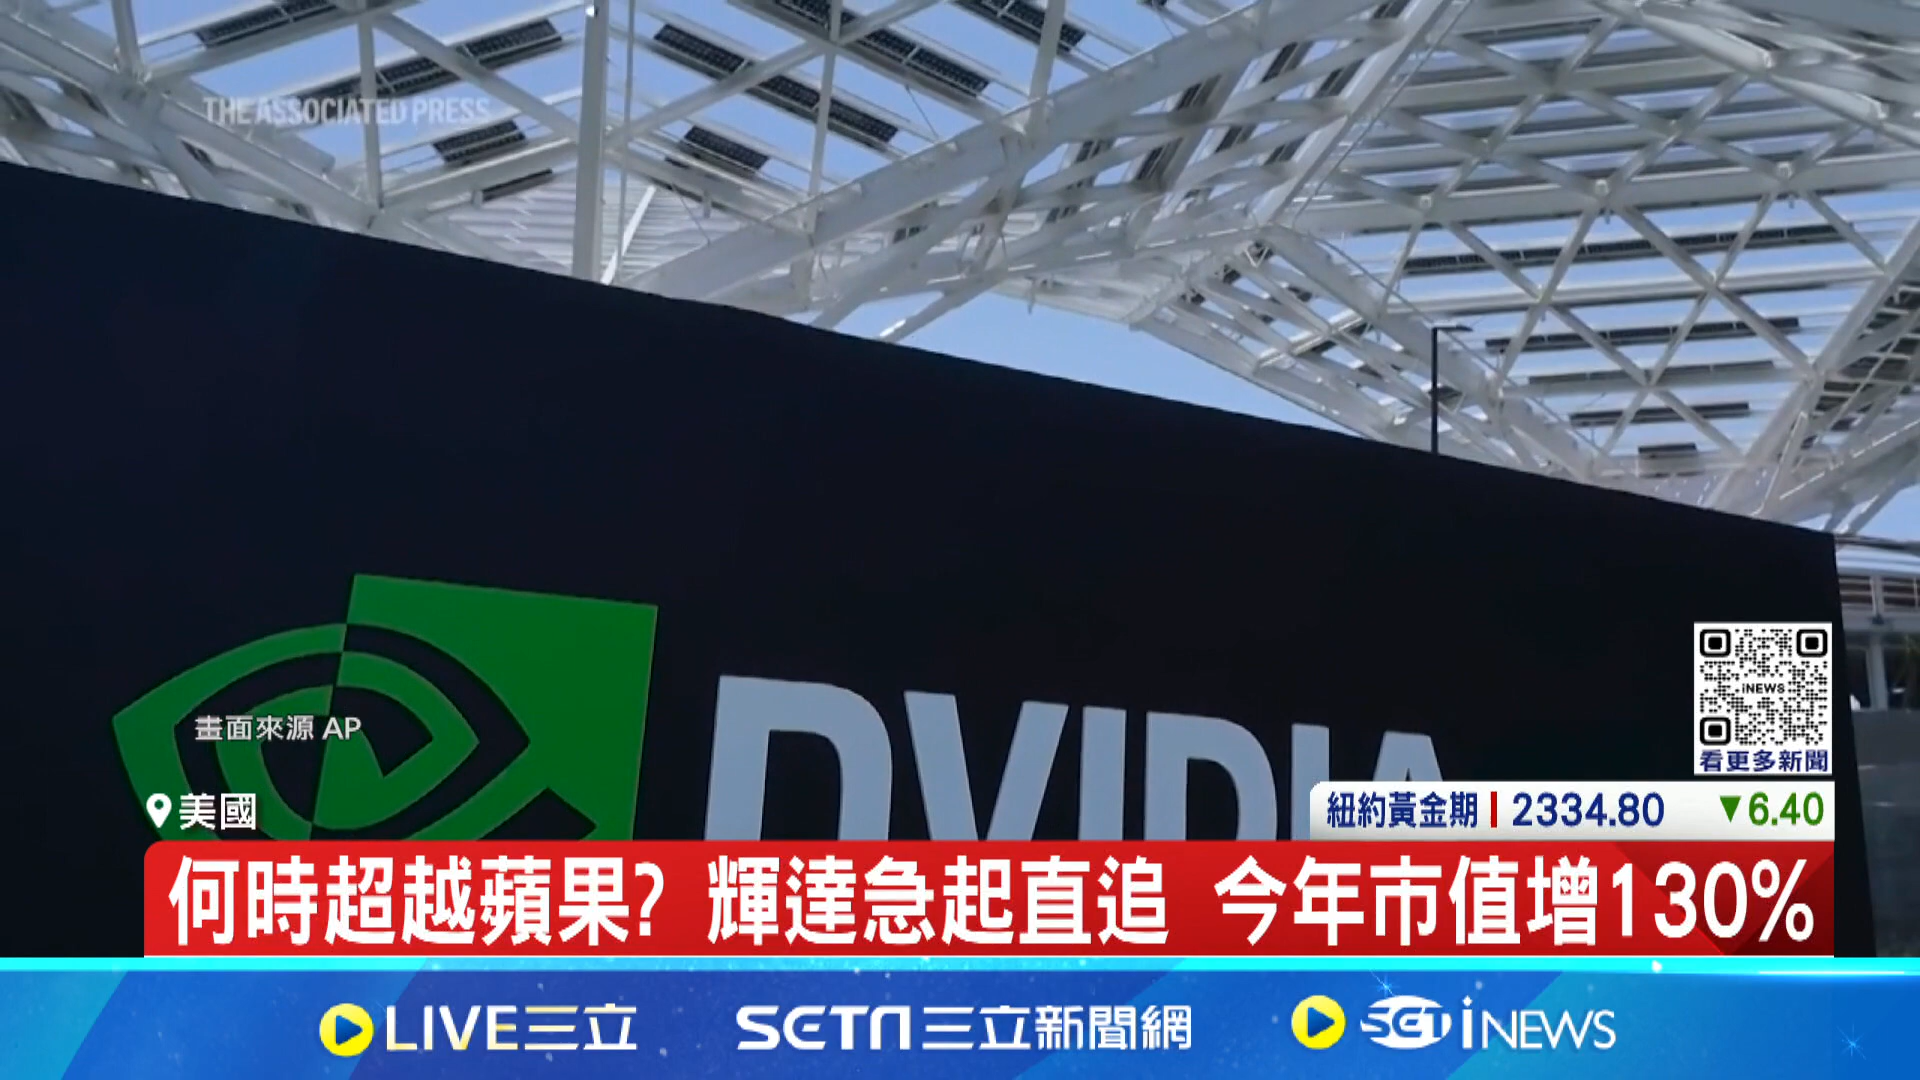 THE ASSOCIATED PRESS
NVIDIA
iNEWS
看更多新聞
畫面來源 AP
美國
紐約黃金期 2334.80 ▼6.40
何時超越蘋果? 輝達急起直追 今年市值增130%
LIVE三立 SETN三立新聞網 SET iNEWS